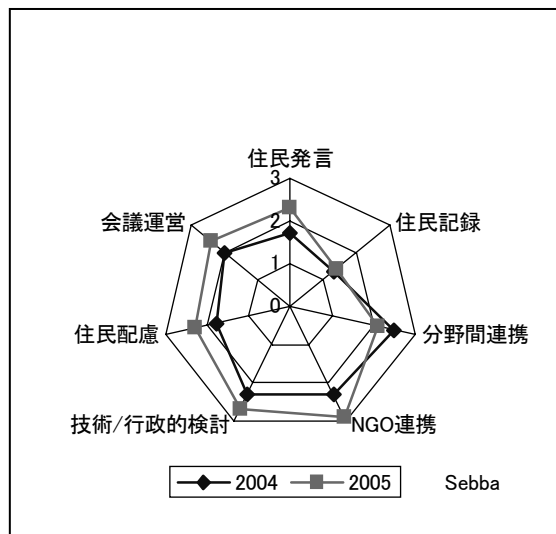 住民発言
3
会議運営
住民記録
2
1
0
住民配慮
分野間連携
技術/行政的検討
NGO連携
2004 2005 Sebba